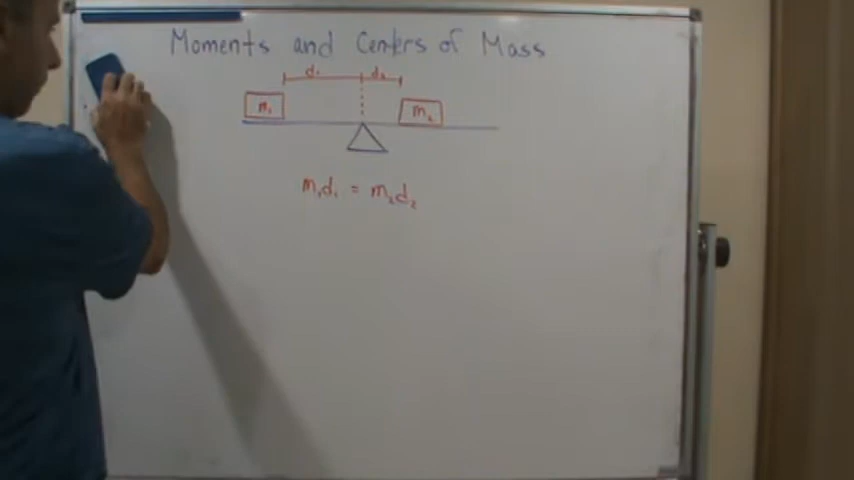 Moments and Centers of Mass
d₁ d₂
m₁ m₂
m₁d₁ = m₂d₂